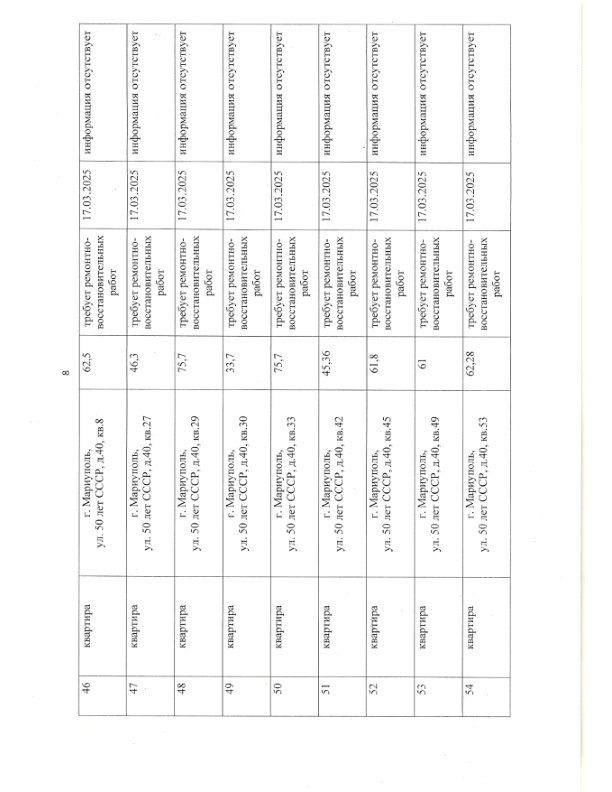 8
46
квартира
г. Мариуполь,
ул. 50 лет СССР, д.40, кв.8
62,5
требует ремонтно-
восстановительных
работ
17.03.2025
информация отсутствует
47
квартира
г. Мариуполь,
ул. 50 лет СССР, д.40, кв.27
46,3
требует ремонтно-
восстановительных
работ
17.03.2025
информация отсутствует
48
квартира
г. Мариуполь,
ул. 50 лет СССР, д.40, кв.29
75,7
требует ремонтно-
восстановительных
работ
17.03.2025
информация отсутствует
49
квартира
г. Мариуполь,
ул. 50 лет СССР, д.40, кв.30
33,7
требует ремонтно-
восстановительных
работ
17.03.2025
информация отсутствует
50
квартира
г. Мариуполь,
ул. 50 лет СССР, д.40, кв.33
75,7
требует ремонтно-
восстановительных
работ
17.03.2025
информация отсутствует
51
квартира
г. Мариуполь,
ул. 50 лет СССР, д.40, кв.42
45,36
требует ремонтно-
восстановительных
работ
17.03.2025
информация отсутствует
52
квартира
г. Мариуполь,
ул. 50 лет СССР, д.40, кв.45
61,8
требует ремонтно-
восстановительных
работ
17.03.2025
информация отсутствует
53
квартира
г. Мариуполь,
ул. 50 лет СССР, д.40, кв.49
61
требует ремонтно-
восстановительных
работ
17.03.2025
информация отсутствует
54
квартира
г. Мариуполь,
ул. 50 лет СССР, д.40, кв.53
62,28
требует ремонтно-
восстановительных
работ
17.03.2025
информация отсутствует